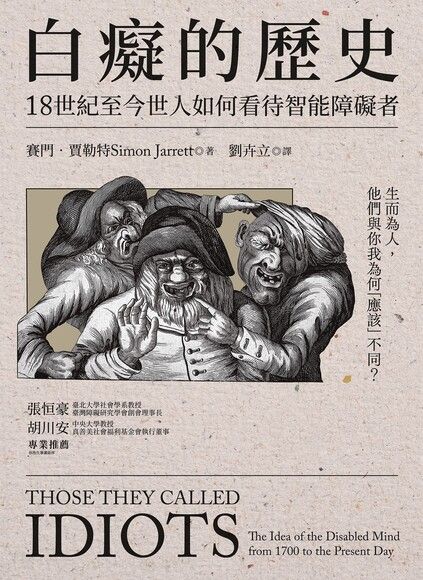 白癡的歷史
18世紀至今世人如何看待智能障礙者
賽門‧賈勒特Simon Jarrett◎著 劉卉立◎譯
生而為人，
他們與你我為何「應該」不同？
張恒豪 臺北大學社會學系教授
臺灣障礙研究學會創會理事長
胡川安 中央大學教授
真善美社會福利基金會執行董事
專業推薦
THOSE THEY CALLED
IDIOTS
The Idea of the Disabled Mind
from 1700 to the Present Day